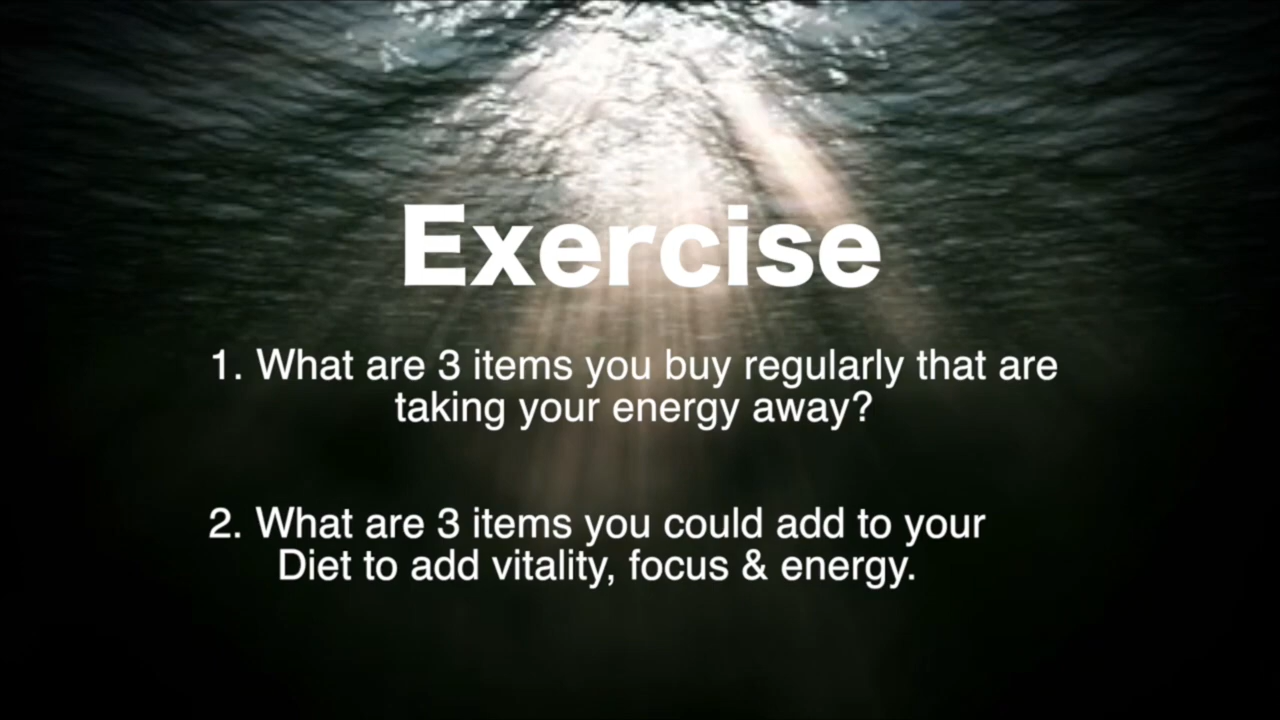 Exercise
1. What are 3 items you buy regularly that are
taking your energy away?
2. What are 3 items you could add to your
Diet to add vitality, focus & energy.